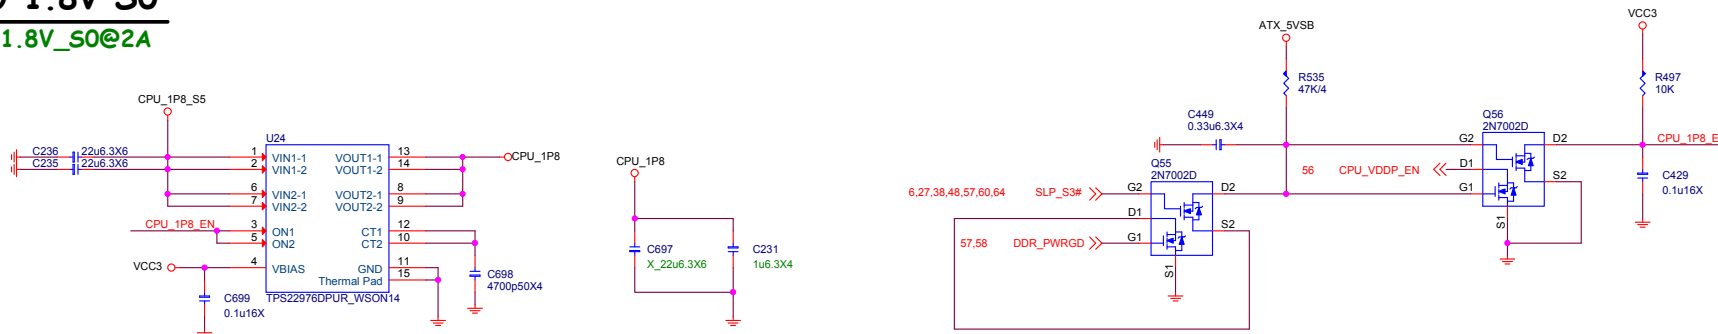 1.8V S0
1.8V_S0@2A
CPU_1P8_S5
C236
22u6.3X6
C235
22u6.3X6
U24
1
VIN1-1
2
VIN1-2
6
VIN2-1
7
VIN2-2
CPU_1P8_EN
3
ON1
5
ON2
VCC3
4
VBIAS
VOUT1-1
13
VOUT1-2
14
VOUT2-1
8
VOUT2-2
9
CT1
12
CT2
10
GND
11
Thermal Pad
15
TPS22976DPUR_WSON14
CPU_1P8
C699
0.1u16X
C698
4700p50X4
CPU_1P8
C697
X_22u6.3X6
C231
1u6.3X4
ATX_5VSB
R535
47K/4
C449
0.33u6.3X4
Q55
2N7002D
6,27,38,48,57,60,64
SLP_S3#
G2
D2
D1
S2
57,58
DDR_PWRGD
G1
S1
VCC3
R497
10K
Q56
2N7002D
G2
D2
56
CPU_VDDP_EN
D1
G1
S2
S1
CPU_1P8_E
C429
0.1u16X